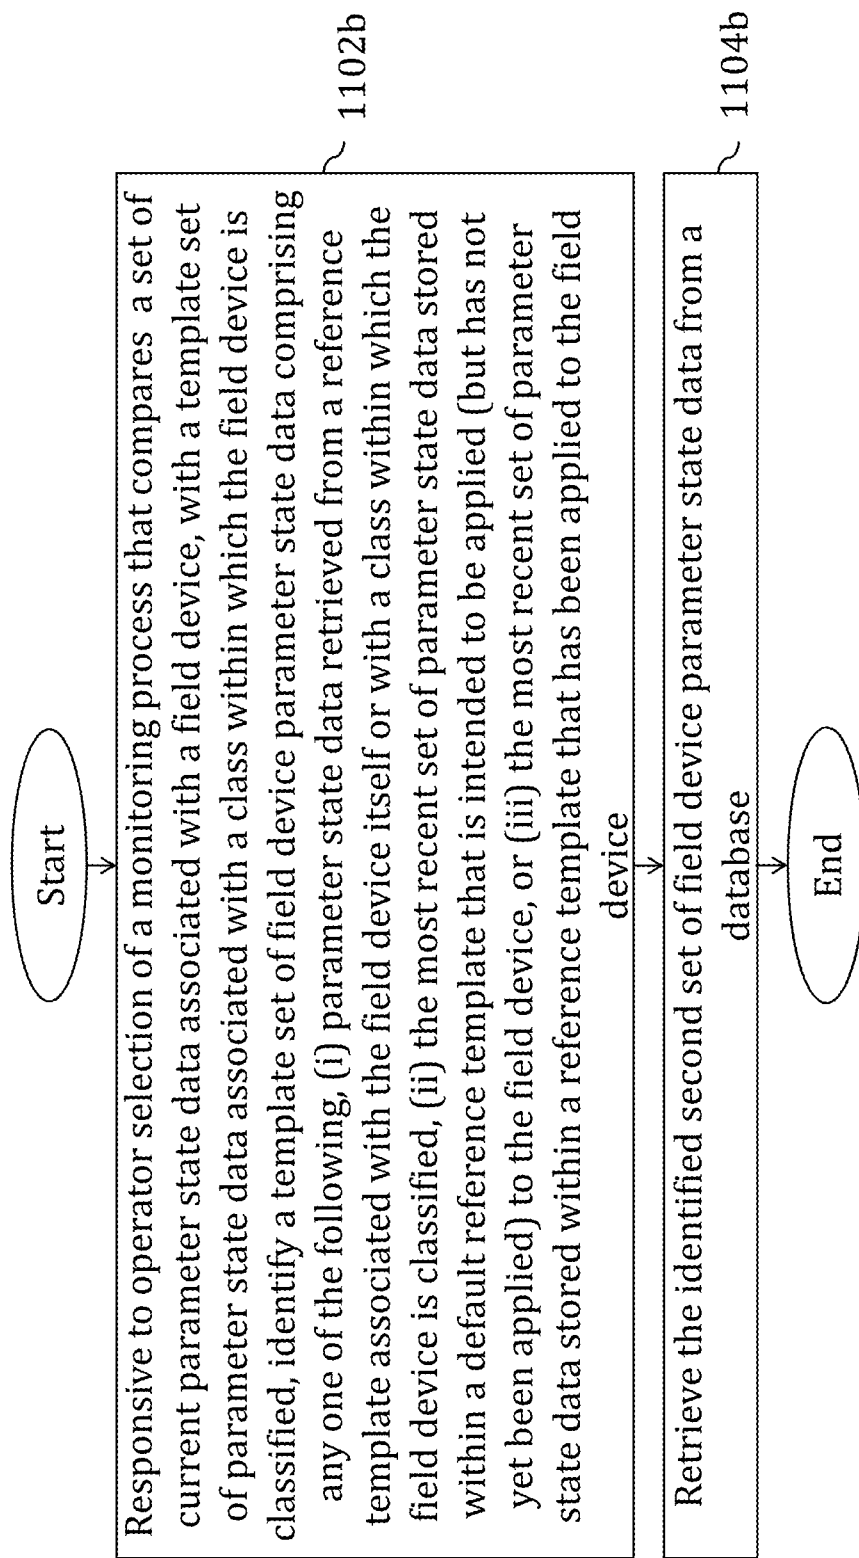 Start
Responsive to operator selection of a monitoring process that compares a set of
current parameter state data associated with a field device, with a template set
of parameter state data associated with a class within which the field device is
classified, identify a template set of field device parameter state data comprising
any one of the following, (i) parameter state data retrieved from a reference
template associated with the field device itself or with a class within which the
field device is classified, (ii) the most recent set of parameter state data stored
within a default reference template that is intended to be applied (but has not
yet been applied) to the field device, or (iii) the most recent set of parameter
state data stored within a reference template that has been applied to the field
device
1102b
Retrieve the identified second set of field device parameter state data from a
database
1104b
End